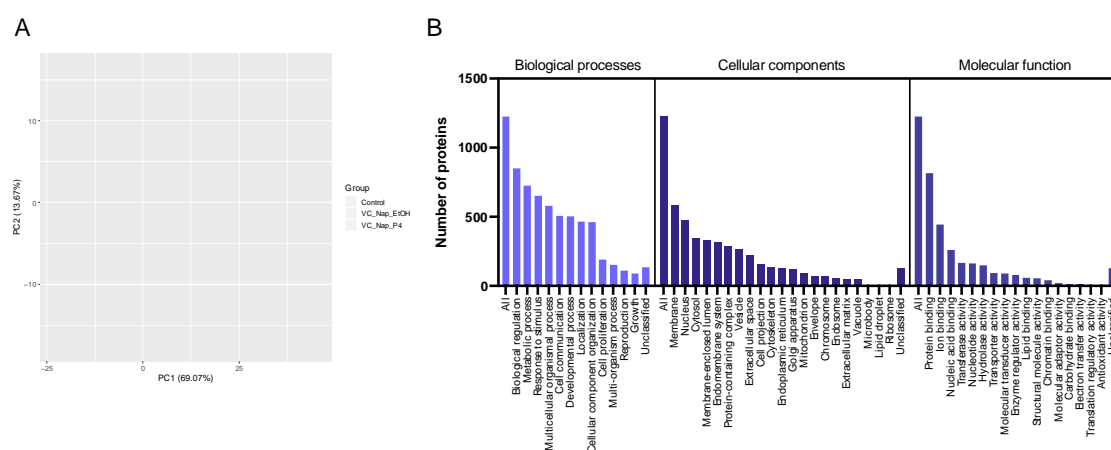 A
B
10
0
−10
−25
0
25
PC2 (13.67%)
PC1 (69.07%)
Group
Control
VC_Nap_EtOH
VC_Nap_P4
Biological processes
Cellular components
Molecular function
1500
1000
500
0
Number of proteins
All
Biological regulation
Metabolic process
Response to stimulus
Multicellular organismal process
Cell communication
Developmental process
Localization
Cellular component organization
Cell proliferation
Multi-organism process
Reproduction
Growth
Unclassified
All
Membrane
Nucleus
Cytosol
Membrane-enclosed lumen
Endomembrane system
Protein-containing complex
Vesicle
Extracellular space
Cell projection
Cytoskeleton
Endoplasmic reticulum
Golgi apparatus
Mitochondrion
Envelope
Chromosome
Endosome
Extracellular matrix
Vacuole
Microbody
Lipid droplet
Ribosome
Unclassified
All
Protein binding
Ion binding
Nucleic acid binding
Transferase activity
Nucleotide activity
Hydrolase activity
Transporter activity
Molecular transducer activity
Enzyme regulator activity
Lipid binding
Structural molecule activity
Chromatin binding
Molecular adaptor activity
Carbohydrate binding
Electron transfer activity
Translation regulatory activity
Antioxidant activity